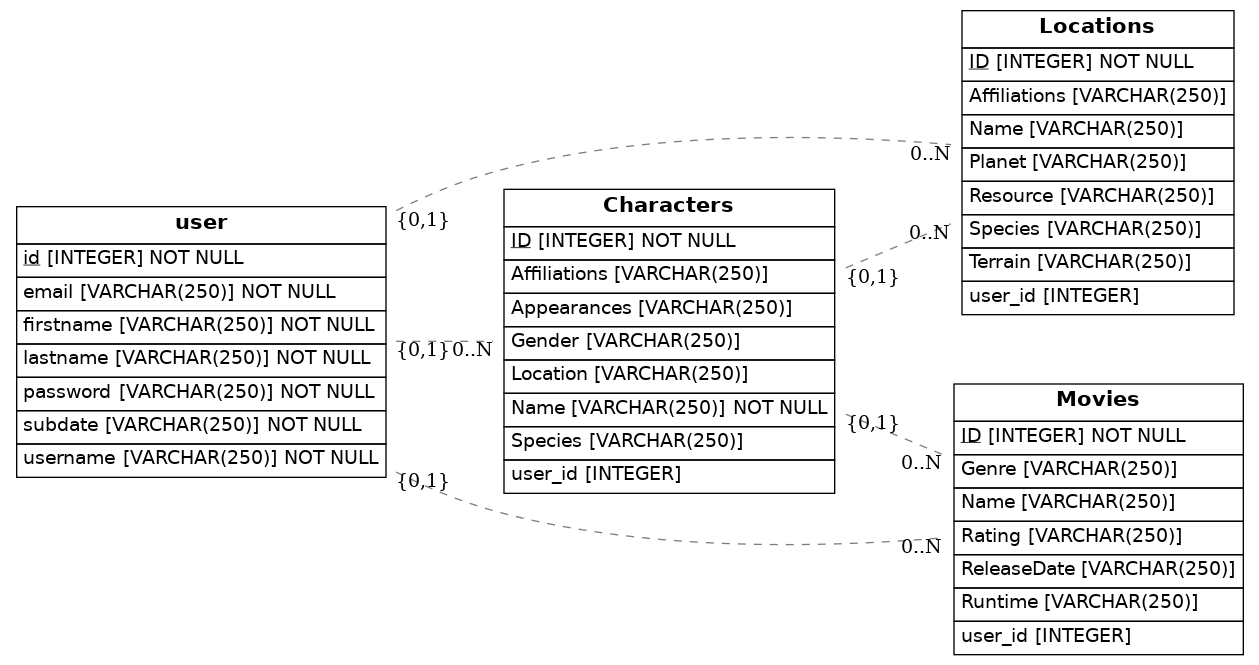 user
id [INTEGER] NOT NULL
email [VARCHAR(250)] NOT NULL
firstname [VARCHAR(250)] NOT NULL
lastname [VARCHAR(250)] NOT NULL
password [VARCHAR(250)] NOT NULL
subdate [VARCHAR(250)] NOT NULL
username [VARCHAR(250)] NOT NULL
{0,1}
{0,1}
{0,1}
0..N
Characters
ID [INTEGER] NOT NULL
Affiliations [VARCHAR(250)]
Appearances [VARCHAR(250)]
Gender [VARCHAR(250)]
Location [VARCHAR(250)]
Name [VARCHAR(250)] NOT NULL
Species [VARCHAR(250)]
user_id [INTEGER]
{0,1}
{0,1}
0..N
0..N
0..N
0..N
Locations
ID [INTEGER] NOT NULL
Affiliations [VARCHAR(250)]
Name [VARCHAR(250)]
Planet [VARCHAR(250)]
Resource [VARCHAR(250)]
Species [VARCHAR(250)]
Terrain [VARCHAR(250)]
user_id [INTEGER]
Movies
ID [INTEGER] NOT NULL
Genre [VARCHAR(250)]
Name [VARCHAR(250)]
Rating [VARCHAR(250)]
ReleaseDate [VARCHAR(250)]
Runtime [VARCHAR(250)]
user_id [INTEGER]